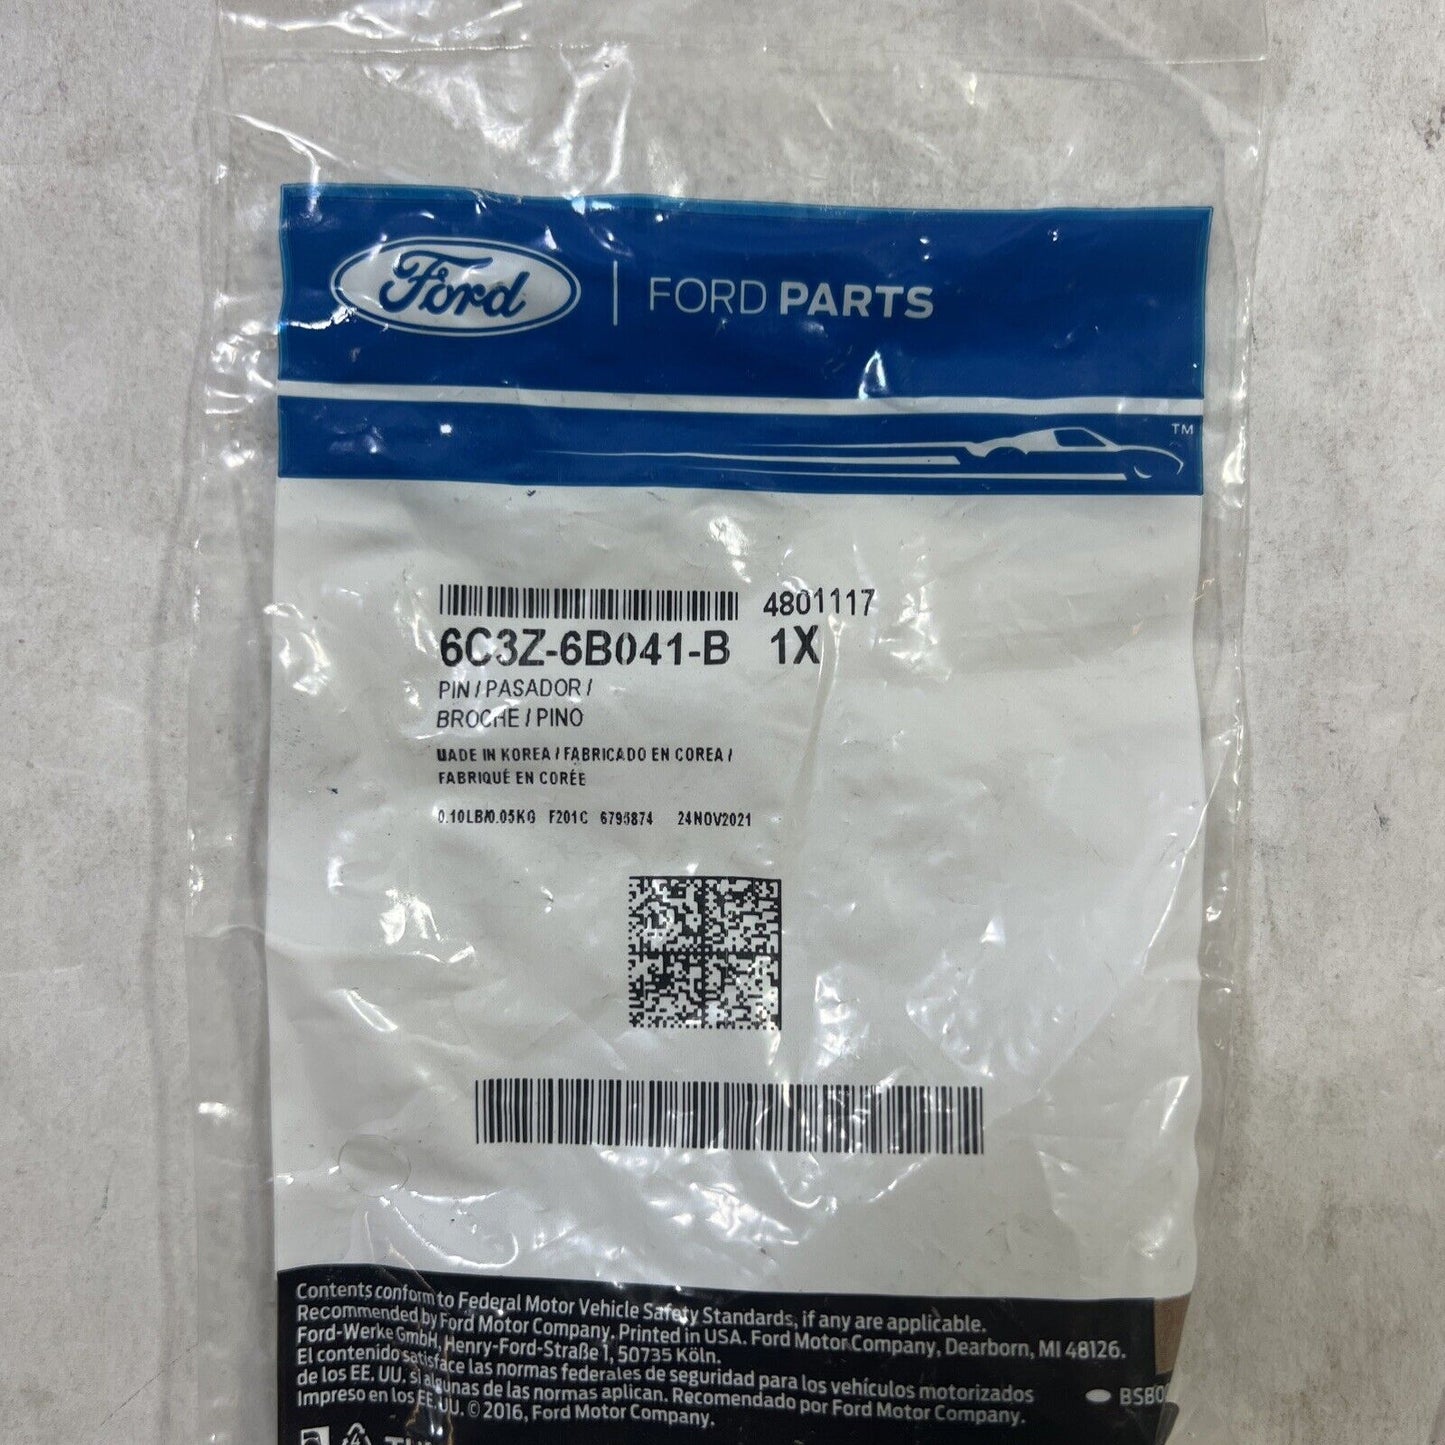 Ford | FORD PARTS
TM
4801117
6C3Z-6B041-B 1X
PIN / PASADOR /
BROCHE / PINO
MADE IN KOREA / FABRICADO EN COREA /
FABRIQUÉ EN CORÉE
0.10LB/0.05KG F201C 6795874 24NOV2021
Contents conform to Federal Motor Vehicle Safety Standards, if any are applicable.
Recommended by Ford Motor Company. Printed in USA. Ford Motor Company, Dearborn, MI 48126.
Ford-Werke GmbH, Henry-Ford-Straße 1, 50735 Köln.
El contenido satisface las normas federales de seguridad para los vehículos motorizados
de los EE. UU. si algunas de las normas aplican. Recomendado por Ford Motor Company.
Impreso en los EE.UU. © 2016, Ford Motor Company.